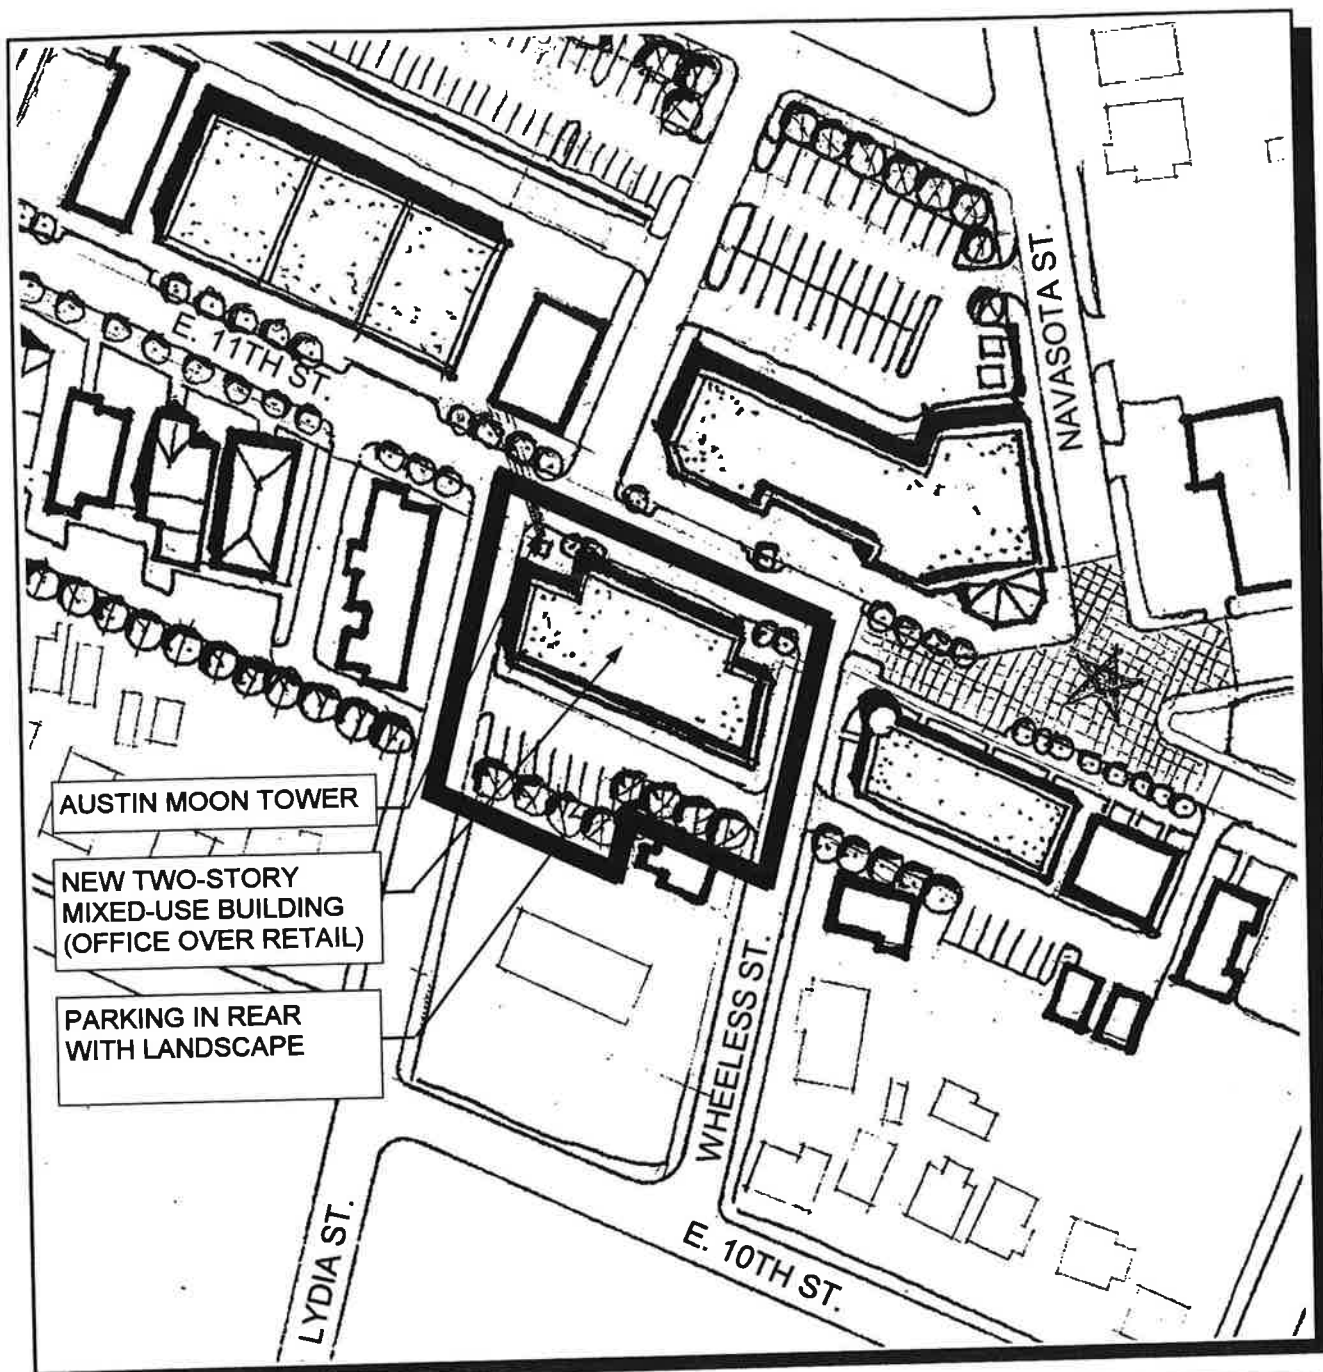 E. 11TH ST.
NAVASOTA ST.
AUSTIN MOON TOWER
NEW TWO-STORY
MIXED-USE BUILDING
(OFFICE OVER RETAIL)
PARKING IN REAR
WITH LANDSCAPE
WHEELESS ST.
E. 10TH ST.
LYDIA ST.